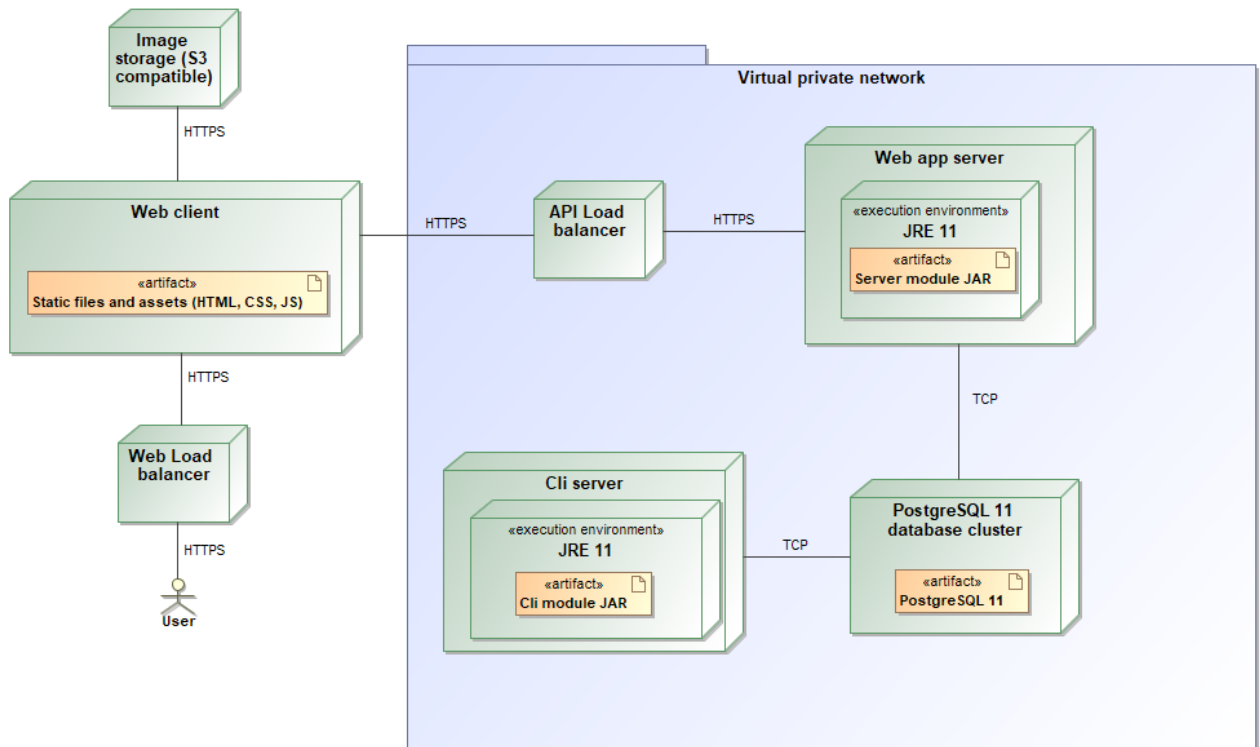 Image
storage (S3
compatible)
HTTPS
Web client
«artifact»
Static files and assets (HTML, CSS, JS)
HTTPS
Web Load
balancer
HTTPS
User
Virtual private network
HTTPS
API Load
balancer
HTTPS
Web app server
«execution environment»
JRE 11
«artifact»
Server module JAR
TCP
Cli server
«execution environment»
JRE 11
«artifact»
Cli module JAR
TCP
PostgreSQL 11
database cluster
«artifact»
PostgreSQL 11